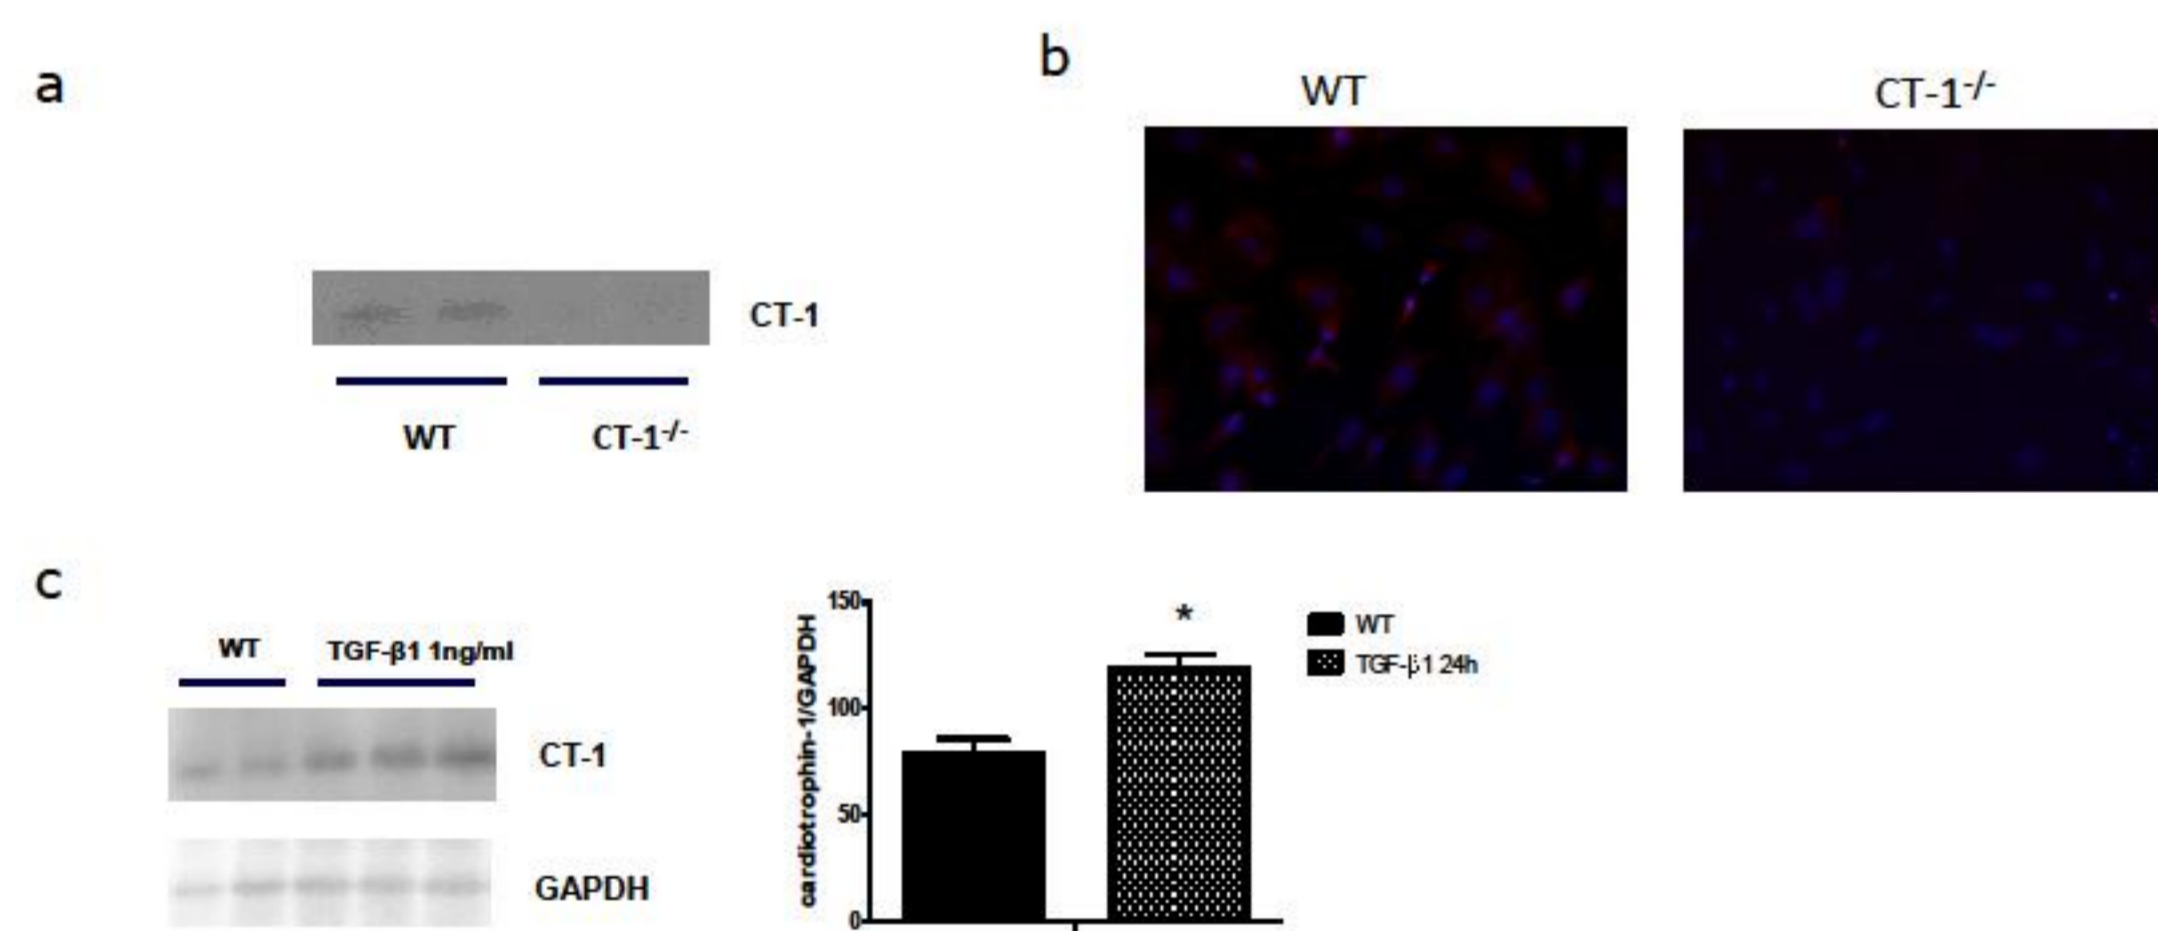 a
CT-1
WT CT-1-/-
b
WT CT-1-/-
c
WT TGF-β1 1ng/ml
CT-1
GAPDH
cardiotrophin-1/GAPDH
150
100
50
0
*
WT
TGF-β1 24h